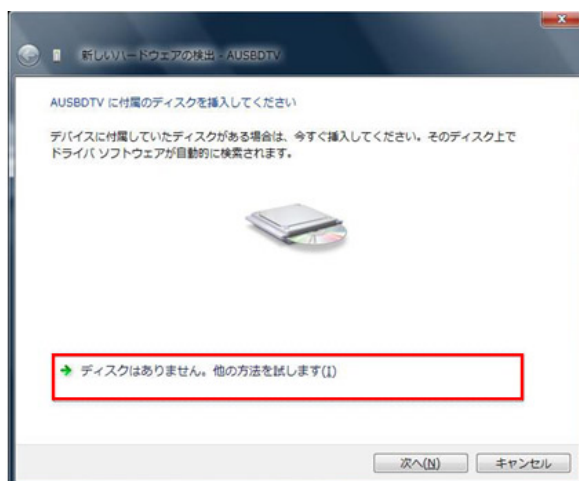 新しいハードウェアの検出 - AUSBDTV
AUSBDTV に付属のディスクを挿入してください
デバイスに付属していたディスクがある場合は、今すぐ挿入してください。そのディスク上で
ドライバ ソフトウェアが自動的に検索されます。
ディスクはありません。他の方法を試します(I)
次へ(N) キャンセル